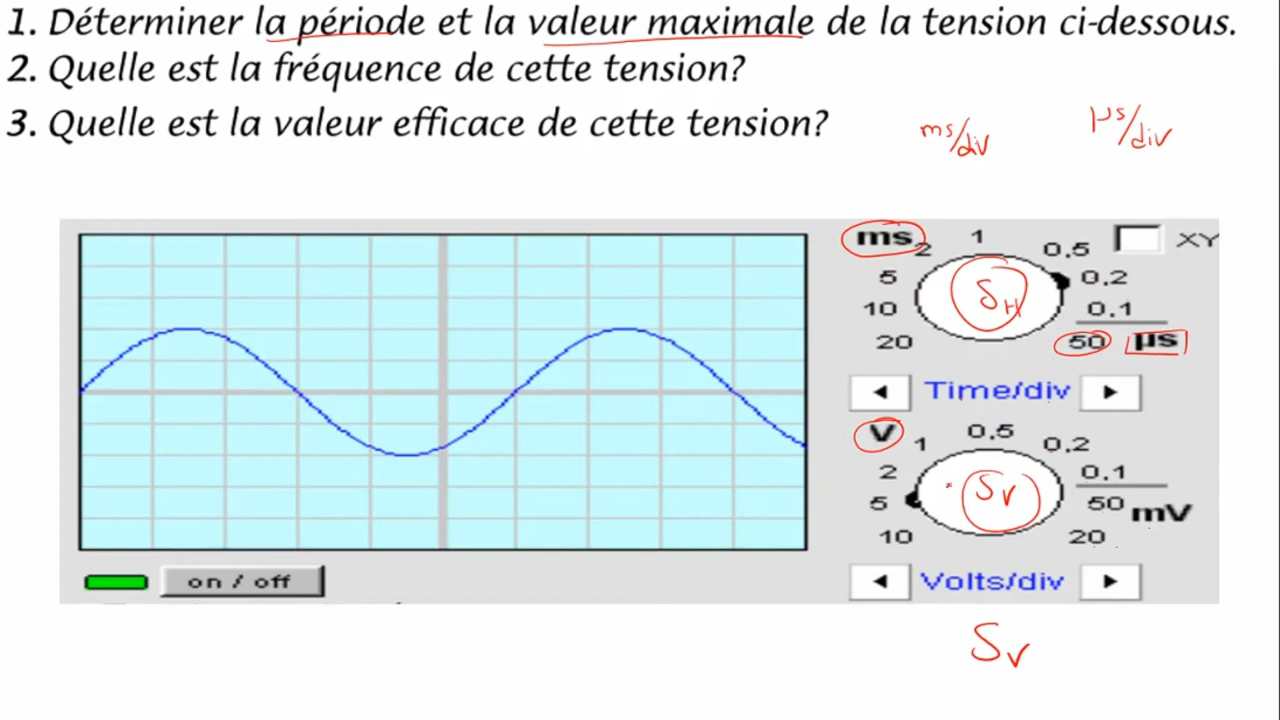 1. Déterminer la période et la valeur maximale de la tension ci-dessous.
2. Quelle est la fréquence de cette tension?
3. Quelle est la valeur efficace de cette tension?
ms/div
µs/div
ms 2 1 0,5 XY
5 S_H 0,2
10 0,1
20 50 µs
Time/div
V 1 0,5 0,2
2 S_V 0,1
5 50 mV
10 20
on / off
Volts/div
S_V